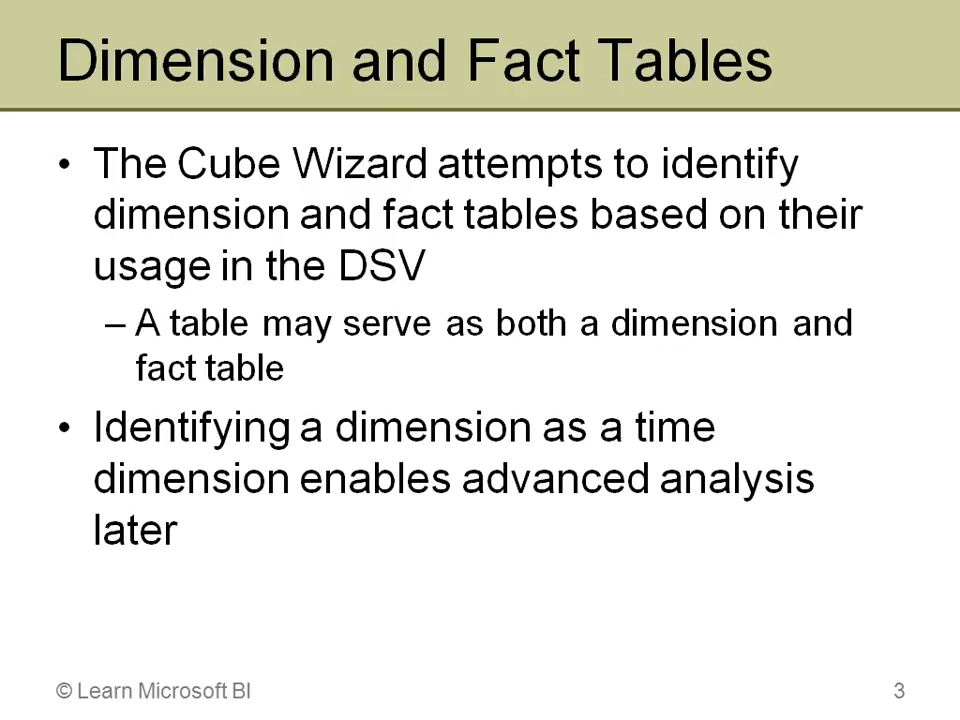 Dimension and Fact Tables
• The Cube Wizard attempts to identify
dimension and fact tables based on their
usage in the DSV
– A table may serve as both a dimension and
fact table
• Identifying a dimension as a time
dimension enables advanced analysis
later
© Learn Microsoft BI
3